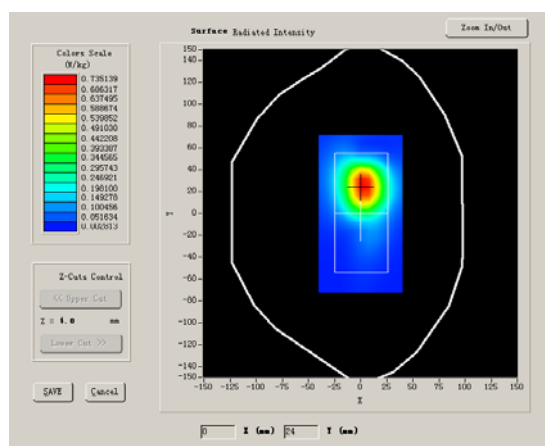 Surface Radiated Intensity
Zoom In/Out
Colors Scale
(W/kg)
0.735139
0.686317
0.637495
0.588674
0.539852
0.491030
0.442208
0.393387
0.344565
0.295743
0.246921
0.198100
0.149278
0.100456
0.051634
0.002813
150
140
120
100
80
60
40
20
0
-20
-40
-60
-80
-100
-120
-140
-150
Y
-150 -125 -100 -75 -50 -25 0 25 50 75 100 125 150
X
Z-Cuts Control
<< Upper Cut
Z = 4.0 mm
Lower Cut >>
SAVE Cancel
0 X (mm) 24 Y (mm)